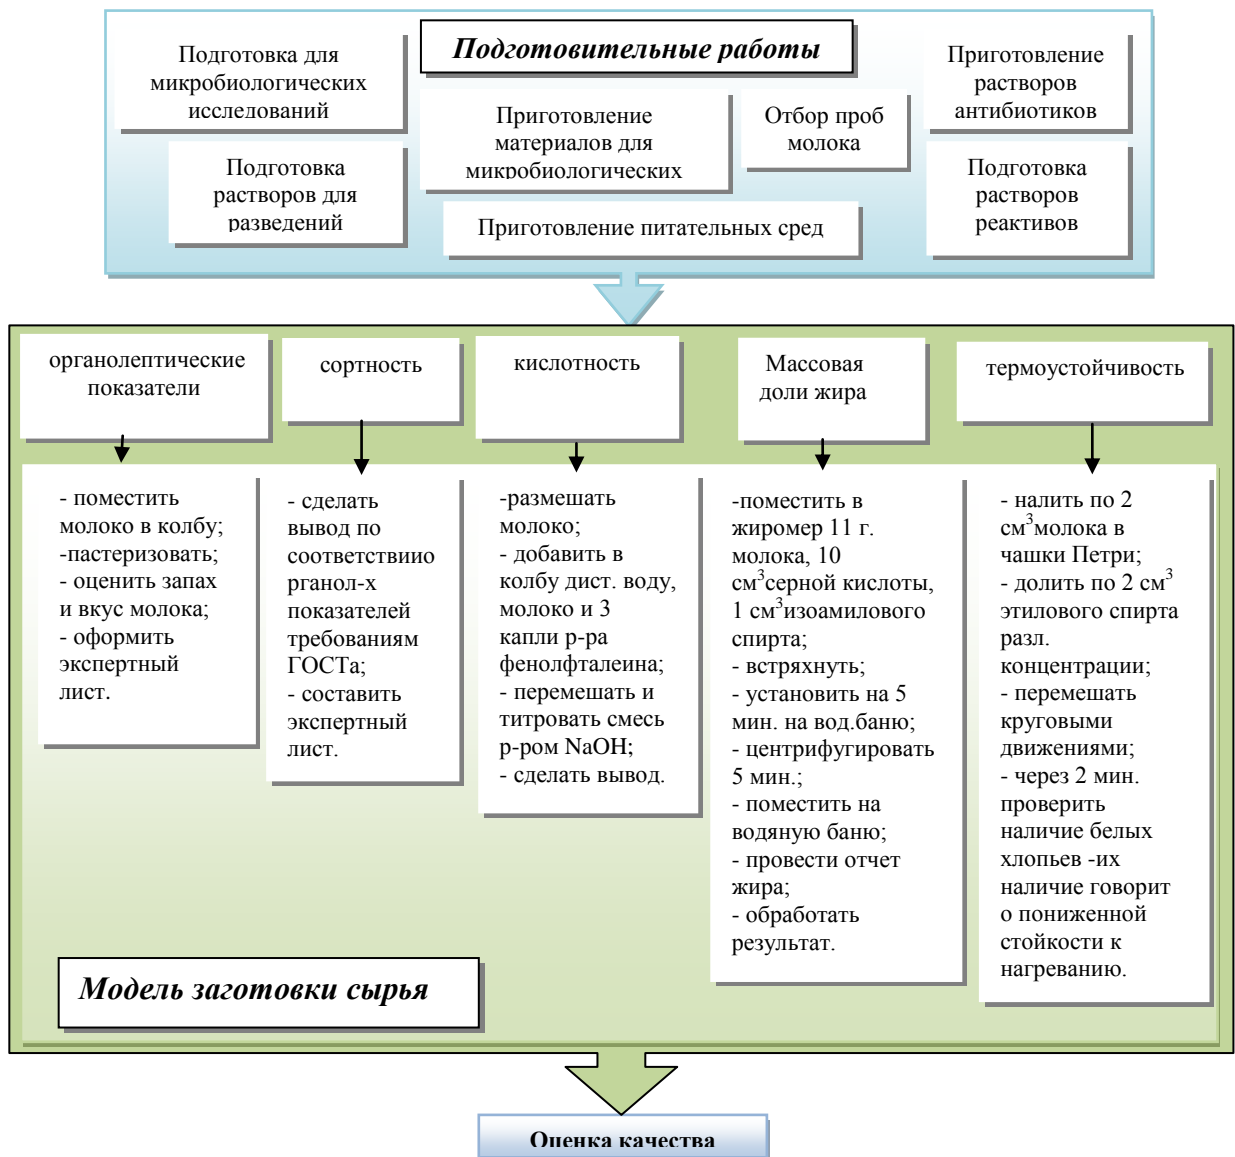 Подготовительные работы
Подготовка для
микробиологических
исследований
Приготовление
материалов для
микробиологических
Отбор проб
молока
Приготовление
растворов
антибиотиков
Подготовка
растворов для
разведений
Приготовление питательных сред
Подготовка
растворов
реактивов
органолептические
показатели
сортность
кислотность
Массовая
доли жира
термоустойчивость
- поместить
молоко в колбу;
-пастеризовать;
- оценить запах
и вкус молока;
- оформить
экспертный
лист.
- сделать
вывод по
соответствиио
рганол-х
показателей
требованиям
ГОСТа;
- составить
экспертный
лист.
-размешать
молоко;
- добавить в
колбу дист. воду,
молоко и 3
капли р-ра
фенолфталеина;
- перемешать и
титровать смесь
р-ром NaOH;
- сделать вывод.
-поместить в
жиромер 11 г.
молока, 10
см³серной кислоты,
1 см³изоамилового
спирта;
- встряхнуть;
- установить на 5
мин. на вод.баню;
- центрифугировать
5 мин.;
- поместить на
водяную баню;
- провести отчет
жира;
- обработать
результат.
- налить по 2
см³молока в
чашки Петри;
- долить по 2 см³
этилового спирта
разл.
концентрации;
- перемешать
круговыми
движениями;
- через 2 мин.
проверить
наличие белых
хлопьев -их
наличие говорит
о пониженной
стойкости к
нагреванию.
Модель заготовки сырья
Оценка качества